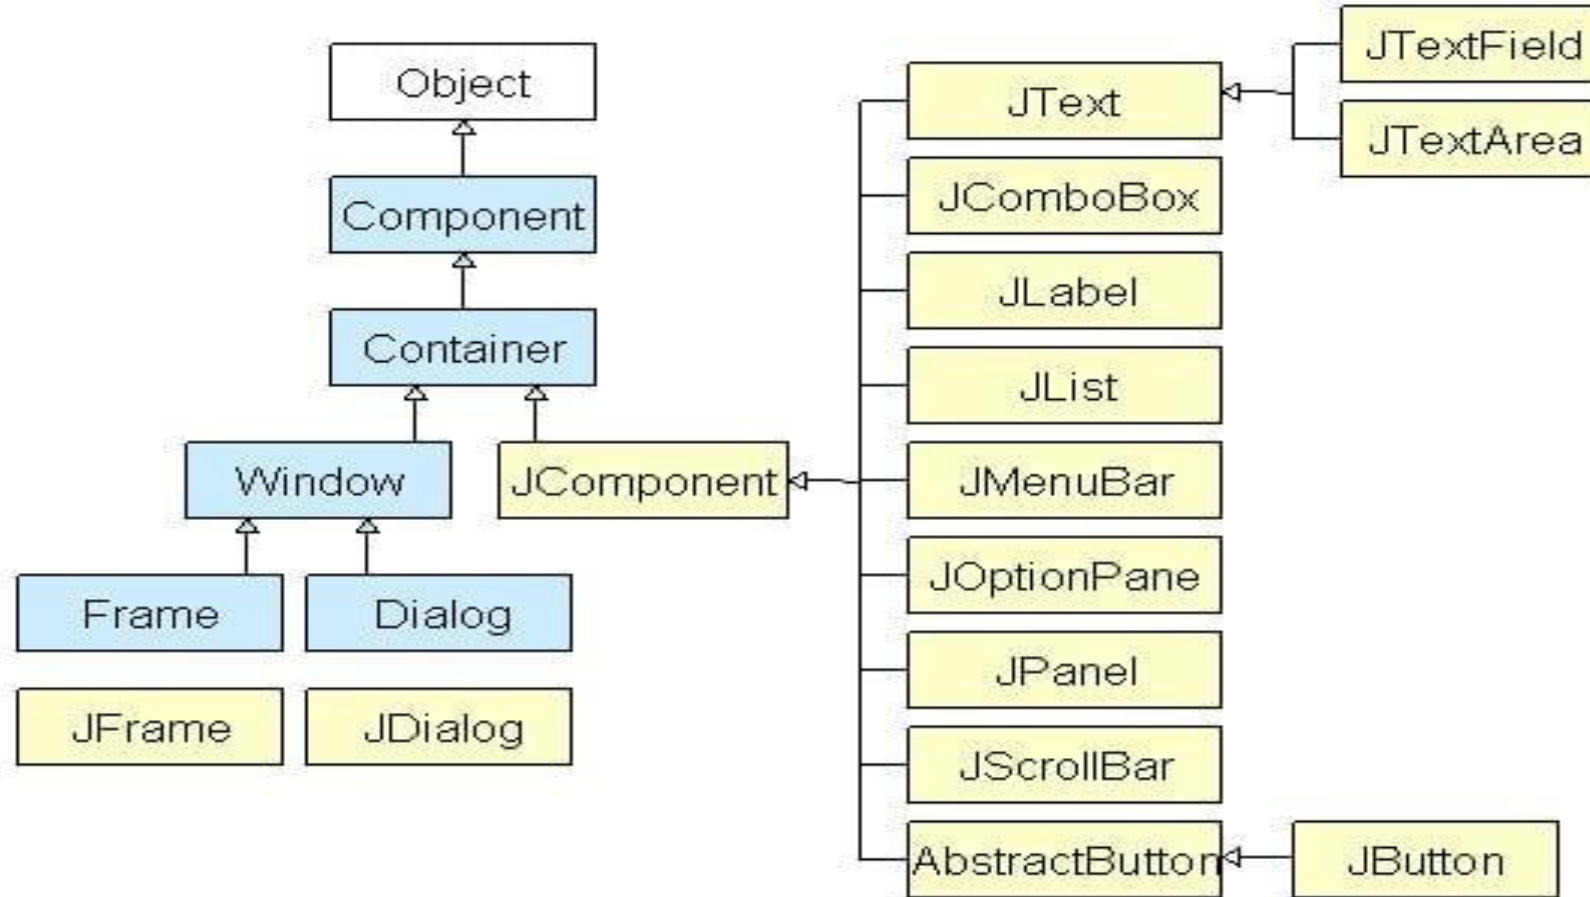 Object
Component
Container
Window
JComponent
Frame
Dialog
JFrame
JDialog
JText
JComboBox
JLabel
JList
JMenuBar
JOptionPane
JPanel
JScrollBar
AbstractButton
JTextField
JTextArea
JButton